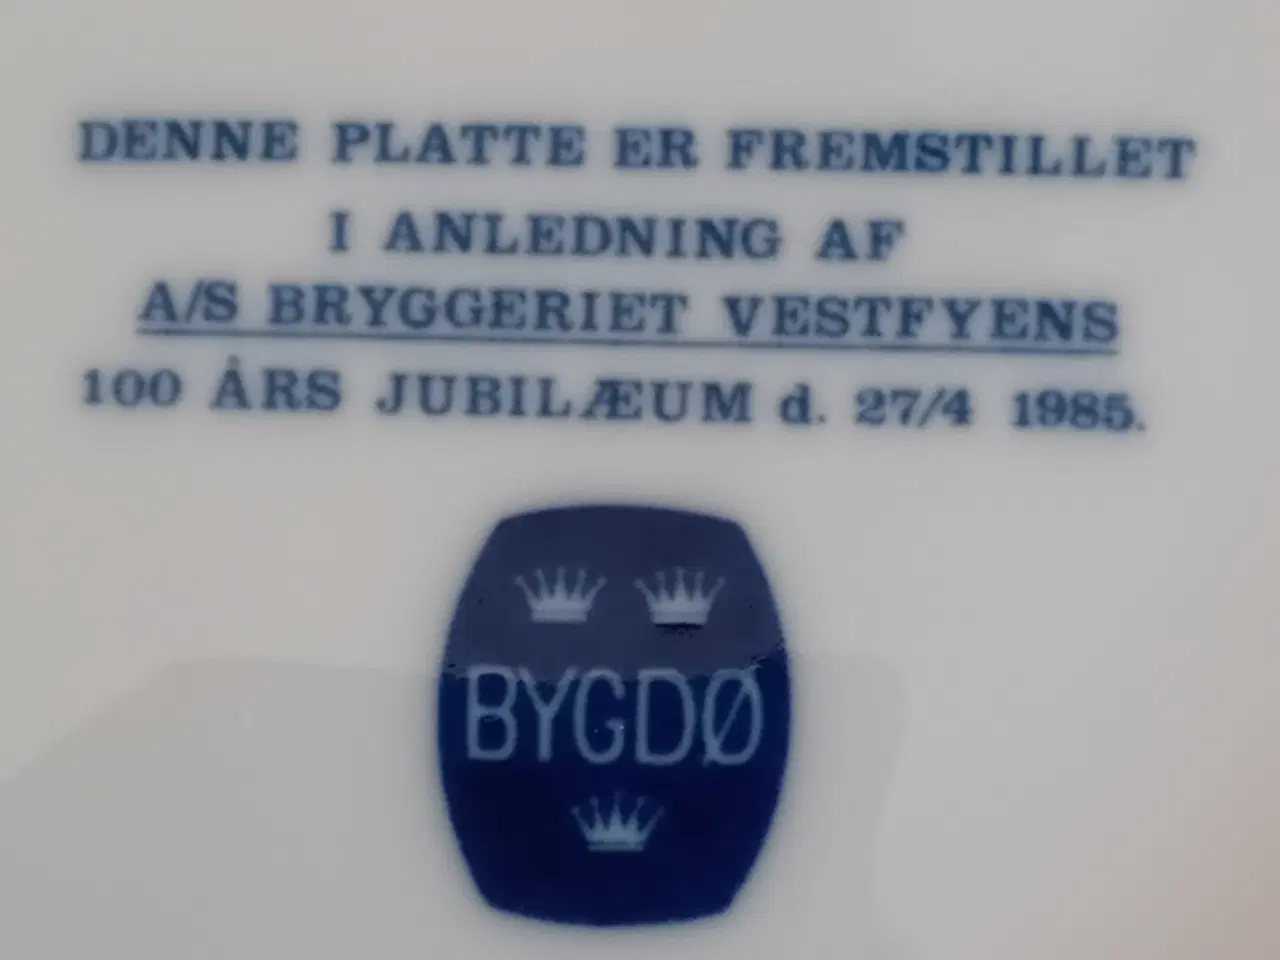 DENNE PLATTE ER FREMSTILLET
I ANLEDNING AF
A/S BRYGGERIET VESTFYENS
100 ÅRS JUBILÆUM d. 27/4 1985.
BYGDØ